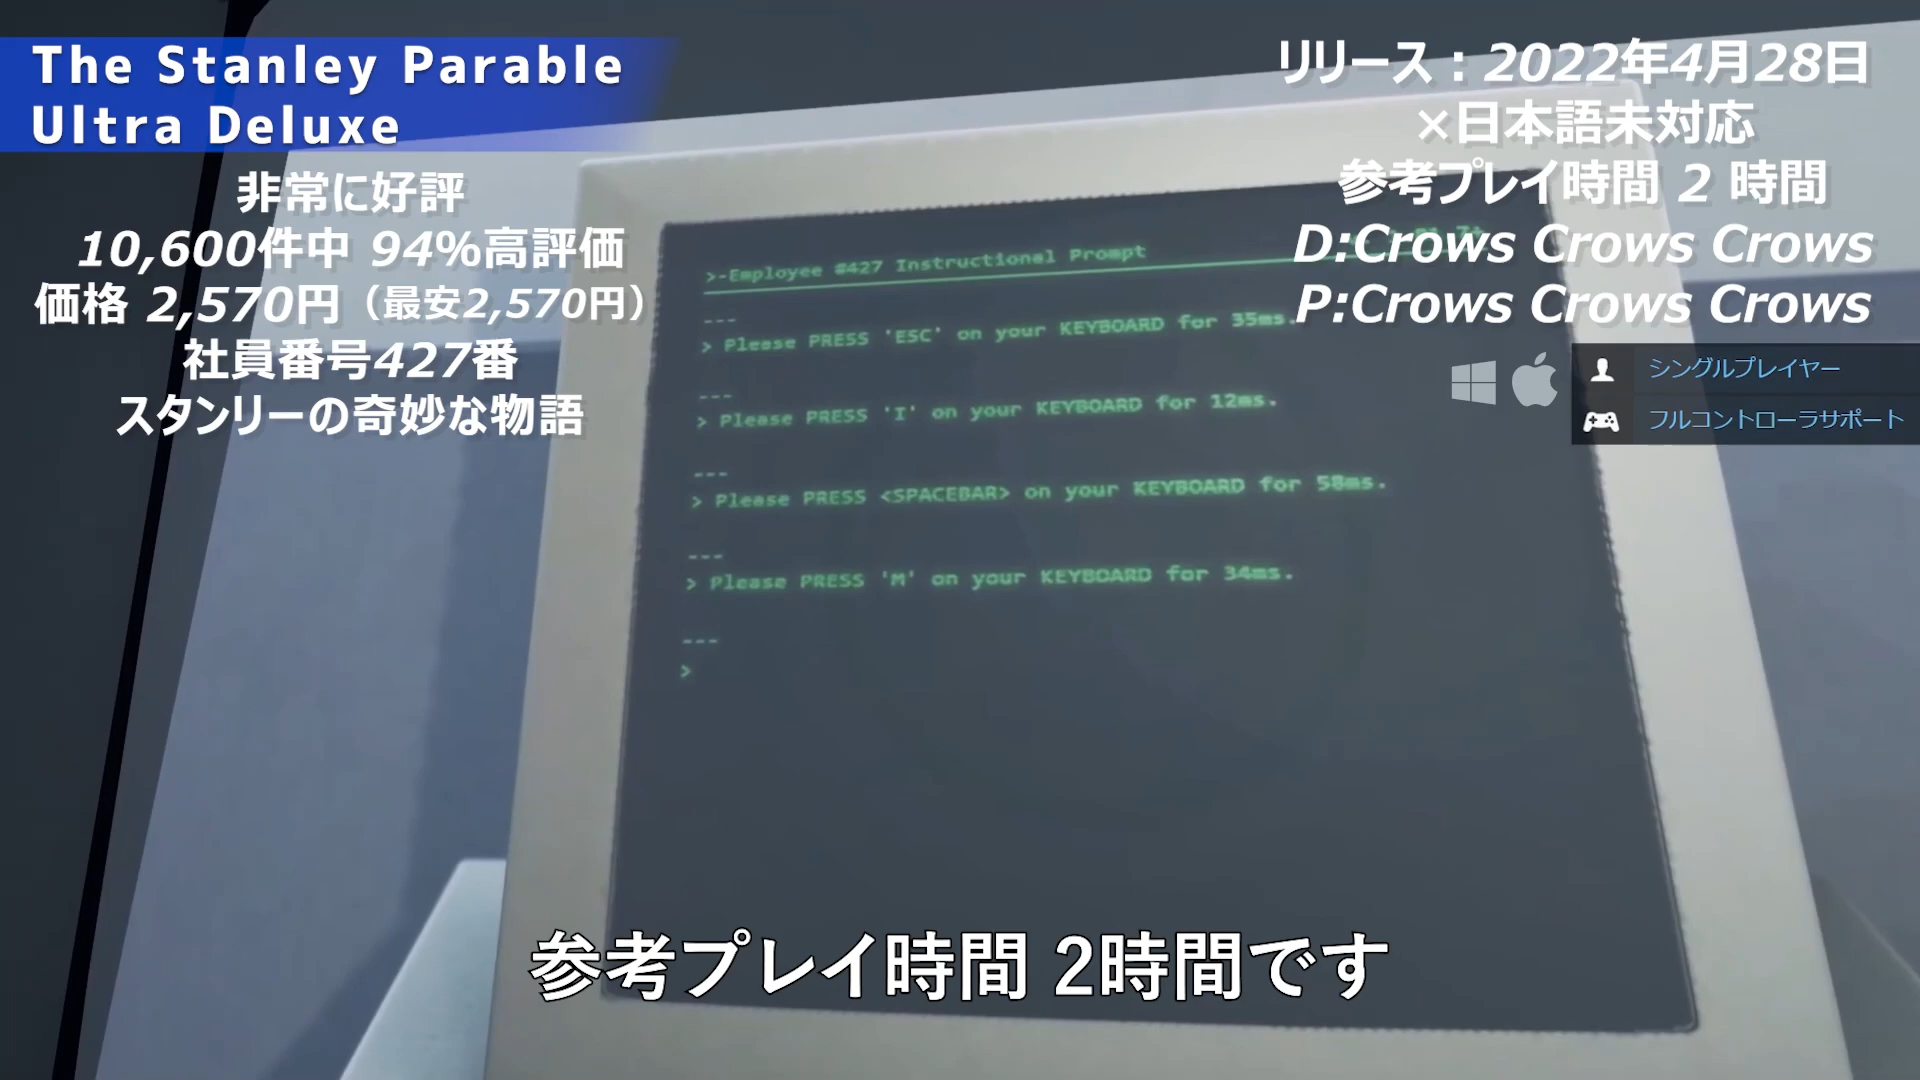 The Stanley Parable
Ultra Deluxe
非常に好評
10,600件中 94%高評価
価格 2,570円（最安2,570円）
社員番号427番
スタンリーの奇妙な物語
リリース：2022年4月28日
×日本語未対応
参考プレイ時間 2 時間
D:Crows Crows Crows
P:Crows Crows Crows
シングルプレイヤー
フルコントローラサポート
>-Employee #427 Instructional Prompt
---
> Please PRESS 'ESC' on your KEYBOARD for 35ms.
---
> Please PRESS 'I' on your KEYBOARD for 12ms.
---
> Please PRESS <SPACEBAR> on your KEYBOARD for 58ms.
---
> Please PRESS 'M' on your KEYBOARD for 34ms.
---
>
参考プレイ時間 2時間です